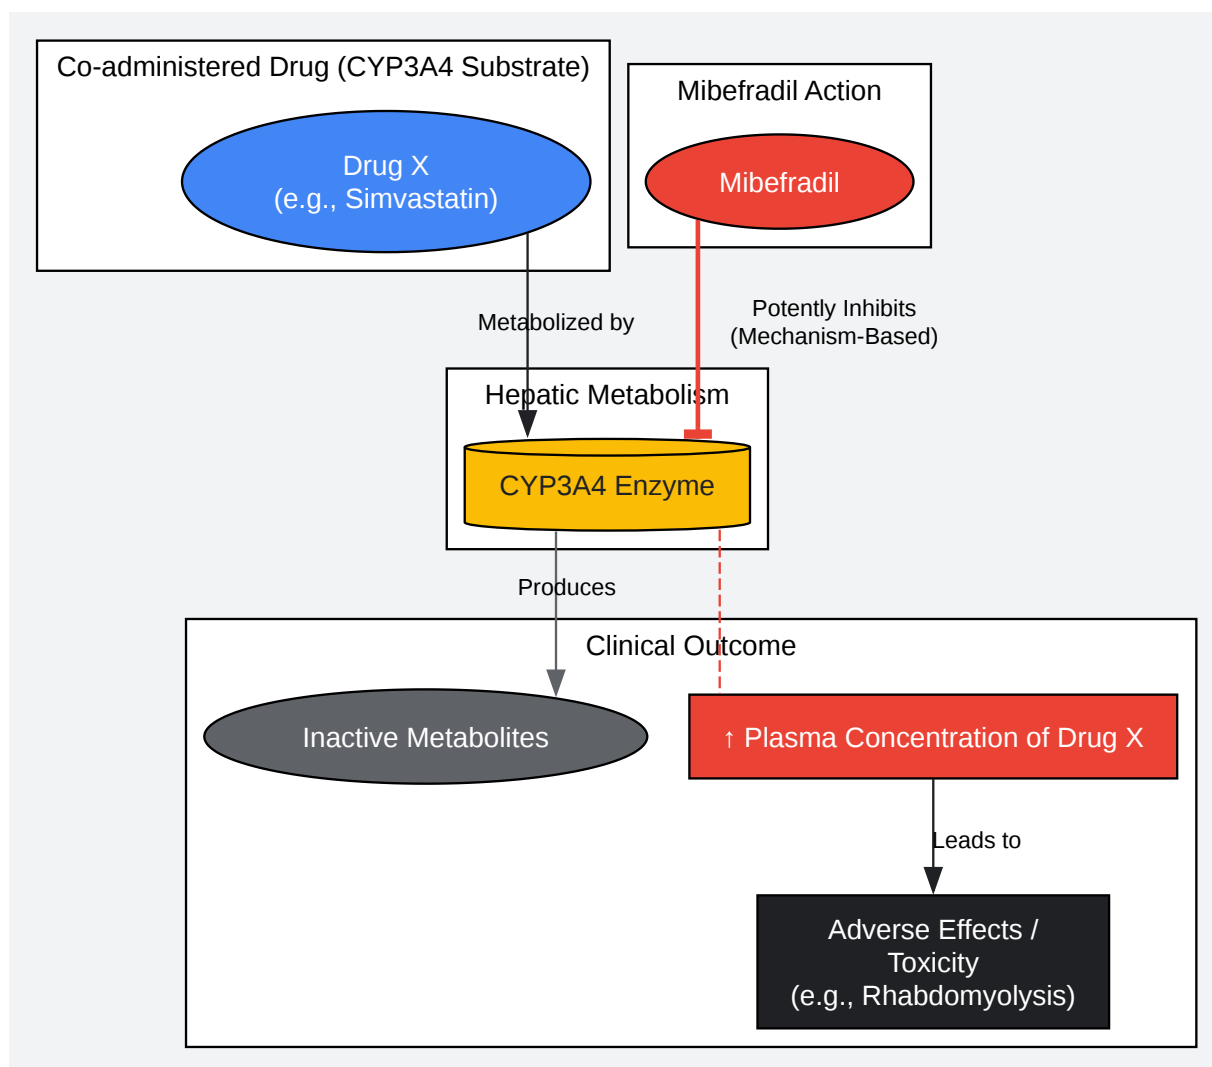 Co-administered Drug (CYP3A4 Substrate)
Drug X
(e.g., Simvastatin)
Mibefradil Action
Mibefradil
Metabolized by
Potently Inhibits
(Mechanism-Based)
Hepatic Metabolism
CYP3A4 Enzyme
Produces
Clinical Outcome
Inactive Metabolites
↑ Plasma Concentration of Drug X
Leads to
Adverse Effects /
Toxicity
(e.g., Rhabdomyolysis)